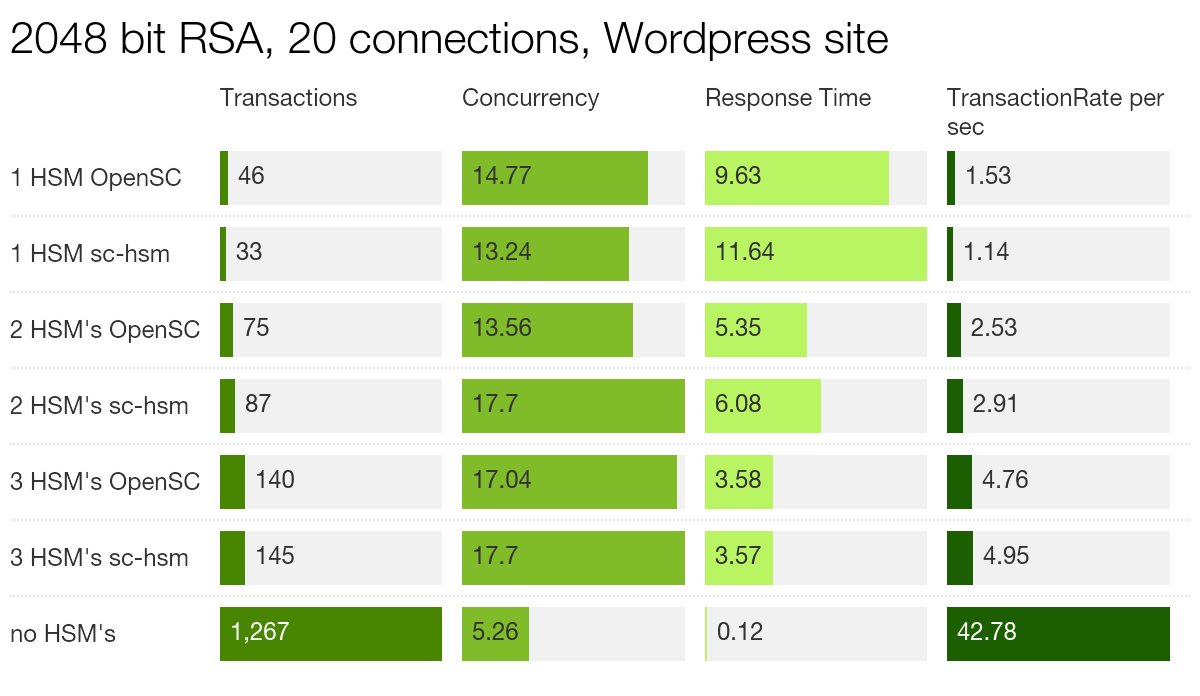 2048 bit RSA, 20 connections, Wordpress site
Transactions Concurrency Response Time TransactionRate per
sec
1 HSM OpenSC 46 14.77 9.63 1.53
1 HSM sc-hsm 33 13.24 11.64 1.14
2 HSM's OpenSC 75 13.56 5.35 2.53
2 HSM's sc-hsm 87 17.7 6.08 2.91
3 HSM's OpenSC 140 17.04 3.58 4.76
3 HSM's sc-hsm 145 17.7 3.57 4.95
no HSM's 1,267 5.26 0.12 42.78